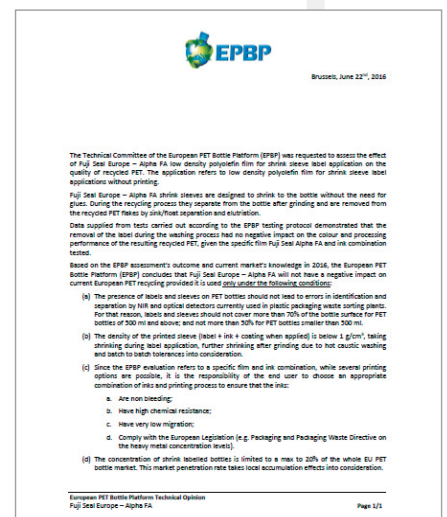 EPBP
Brussels, June 22nd, 2016
The Technical Committee of the European PET Bottle Platform (EPBP) was requested to assess the effect
of Fuji Seal Europe – Alpha FA low density polyolefin film for shrink sleeve label application on the
quality of recycled PET. The application refers to low density polyolefin film for shrink sleeve label
applications without printing.
Fuji Seal Europe – Alpha FA shrink sleeves are designed to shrink to the bottle without the need for
glues. During the recycling process they separate from the bottle after grinding and are removed from
the recycled PET flakes by sink/float separation and elutriation.
Data supplied from tests carried out according to the EPBP testing protocol demonstrated that the
removal of the label during the washing process had no negative impact on the colour and processing
performance of the resulting recycled PET, given the specific film Fuji Seal Alpha FA and ink combination
tested.
Based on the EPBP assessment's outcome and current market's knowledge in 2016, the European PET
Bottle Platform (EPBP) concludes that Fuji Seal Europe – Alpha FA will not have a negative impact on
current European PET recycling provided it is used only under the following conditions:
(a) The presence of labels and sleeves on PET bottles should not lead to errors in identification and
separation by NIR and optical detectors currently used in plastic packaging waste sorting plants.
For that reason, labels and sleeves should not cover more than 70% of the bottle surface for PET
bottles of 500 ml and above; and not more than 50% for PET bottles smaller than 500 ml.
(b) The density of the printed sleeve (label + ink + coating when applied) is below 1 g/cm³, taking
shrinking during label application, further shrinking after grinding due to hot caustic washing
and batch to batch tolerances into consideration.
(c) Since the EPBP evaluation refers to a specific film and ink combination, while several printing
options are possible, it is the responsibility of the end user to choose an appropriate
combination of inks and printing process to ensure that the inks:
a. Are non bleeding;
b. Have high chemical resistance;
c. Have very low migration;
d. Comply with the European Legislation (e.g. Packaging and Packaging Waste Directive on
the heavy metal concentration levels).
(d) The concentration of shrink labelled bottles is limited to a max to 20% of the whole EU PET
bottle market. This market penetration rate takes local accumulation effects into consideration.
European PET Bottle Platform Technical Opinion
Fuji Seal Europe – Alpha FA Page 1/1